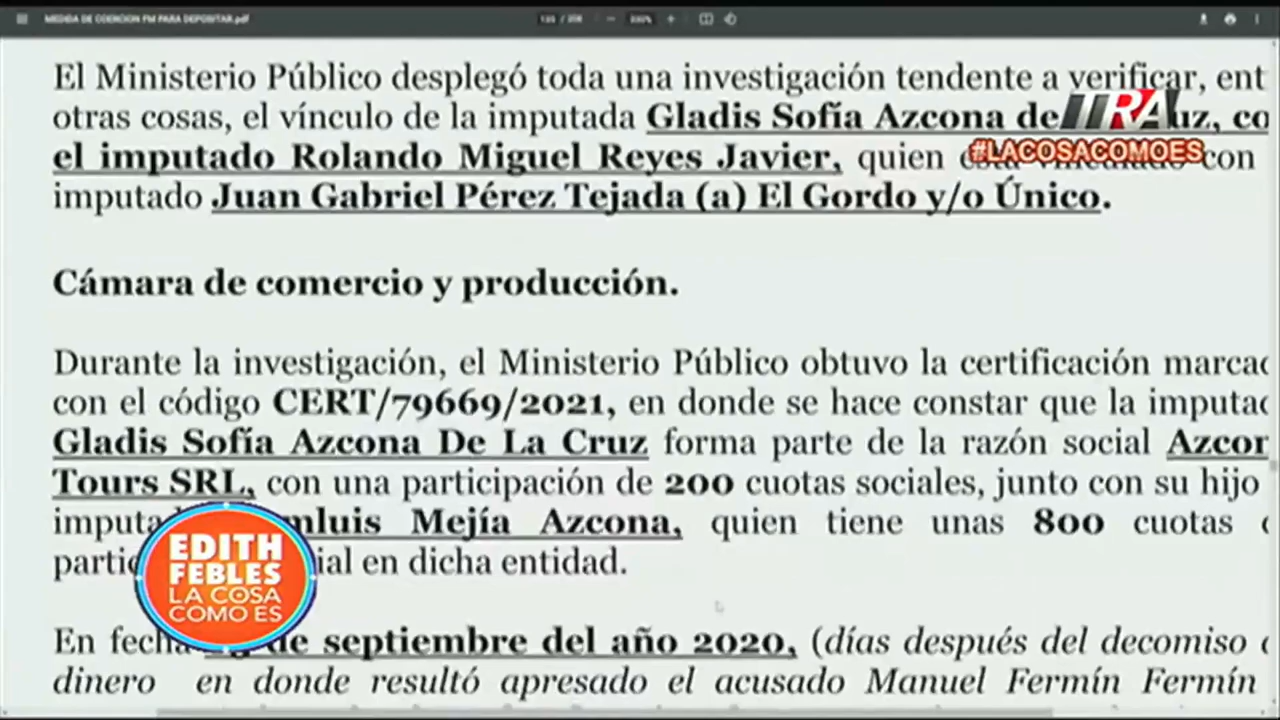 MEDIDA DE COERCION PM PARA DEPOSITAR.pdf
El Ministerio Público desplegó toda una investigación tendente a verificar, ent
otras cosas, el vínculo de la imputada Gladis Sofía Azcona de uz, co
TRA
el imputado Rolando Miguel Reyes Javier, quien con
#LACOSACOMOES
imputado Juan Gabriel Pérez Tejada (a) El Gordo y/o Único.
Cámara de comercio y producción.
Durante la investigación, el Ministerio Público obtuvo la certificación marcad
con el código CERT/79669/2021, en donde se hace constar que la imputad
Gladis Sofía Azcona De La Cruz forma parte de la razón social Azcon
Tours SRL, con una participación de 200 cuotas sociales, junto con su hijo
imputa mluis Mejía Azcona, quien tiene unas 800 cuotas
partic ial en dicha entidad.
EDITH
FEBLES
LA COSA
COMO ES
En fecha de septiembre del año 2020, (días después del decomiso
dinero en donde resultó apresado el acusado Manuel Fermín Fermín